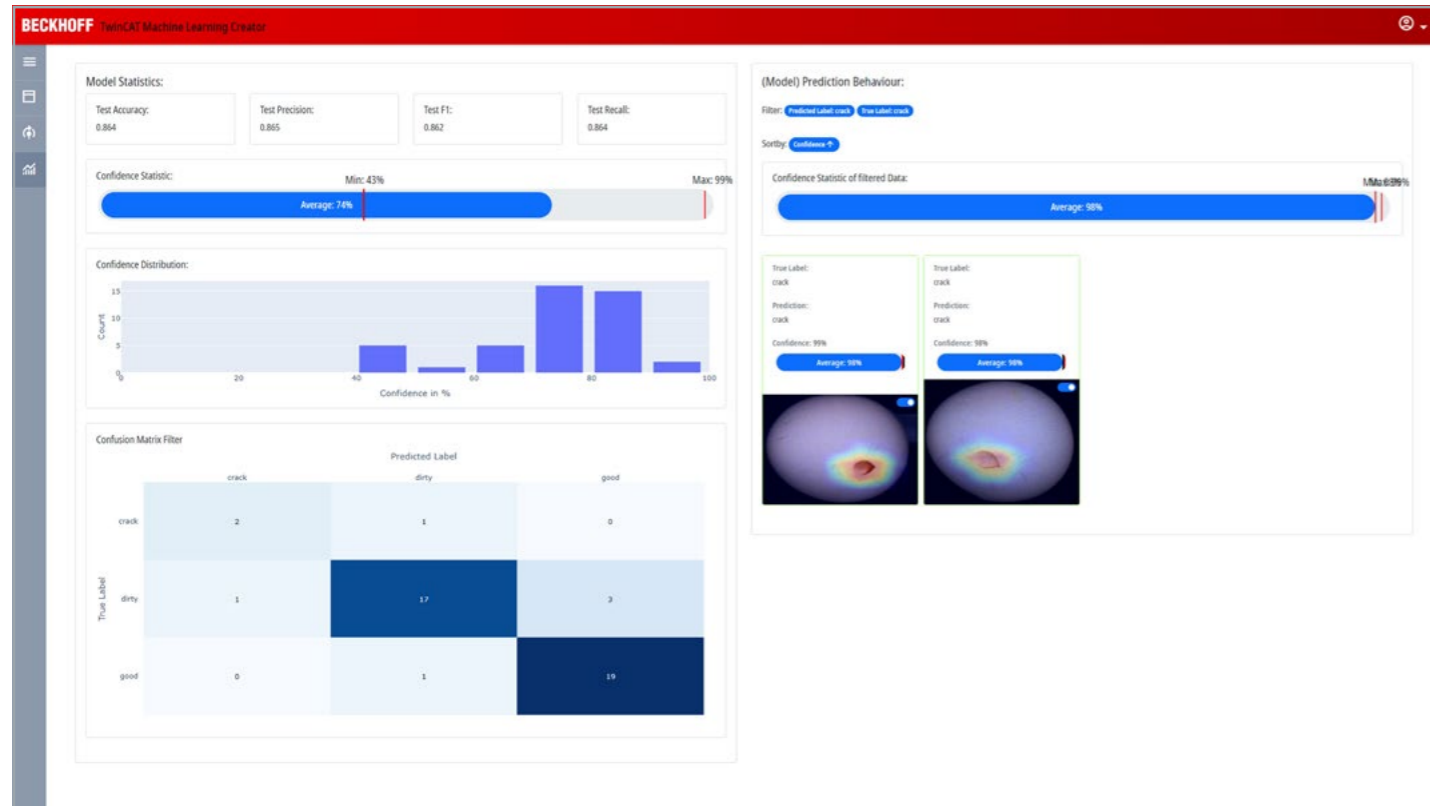 BECKHOFF TwinCAT Machine Learning Creator
Model Statistics:
Test Accuracy:
0.864
Test Precision:
0.865
Test F1:
0.862
Test Recall:
0.864
Confidence Statistic:
Min: 43%
Max: 99%
Average: 74%
Confidence Distribution:
15
10
5
0
Count
0 20 40 60 80 100
Confidence in %
Confusion Matrix Filter
Predicted Label
crack dirty good
True Label
crack 2 1 0
dirty 1 17 3
good 0 1 19
(Model) Prediction Behaviour:
Filter: Predicted Label: crack True Label: crack
Sortby: Confidence ↑
Confidence Statistic of filtered Data:
Average: 98%
True Label:
crack
Prediction:
crack
Confidence: 99%
Average: 98%
True Label:
crack
Prediction:
crack
Confidence: 98%
Average: 98%